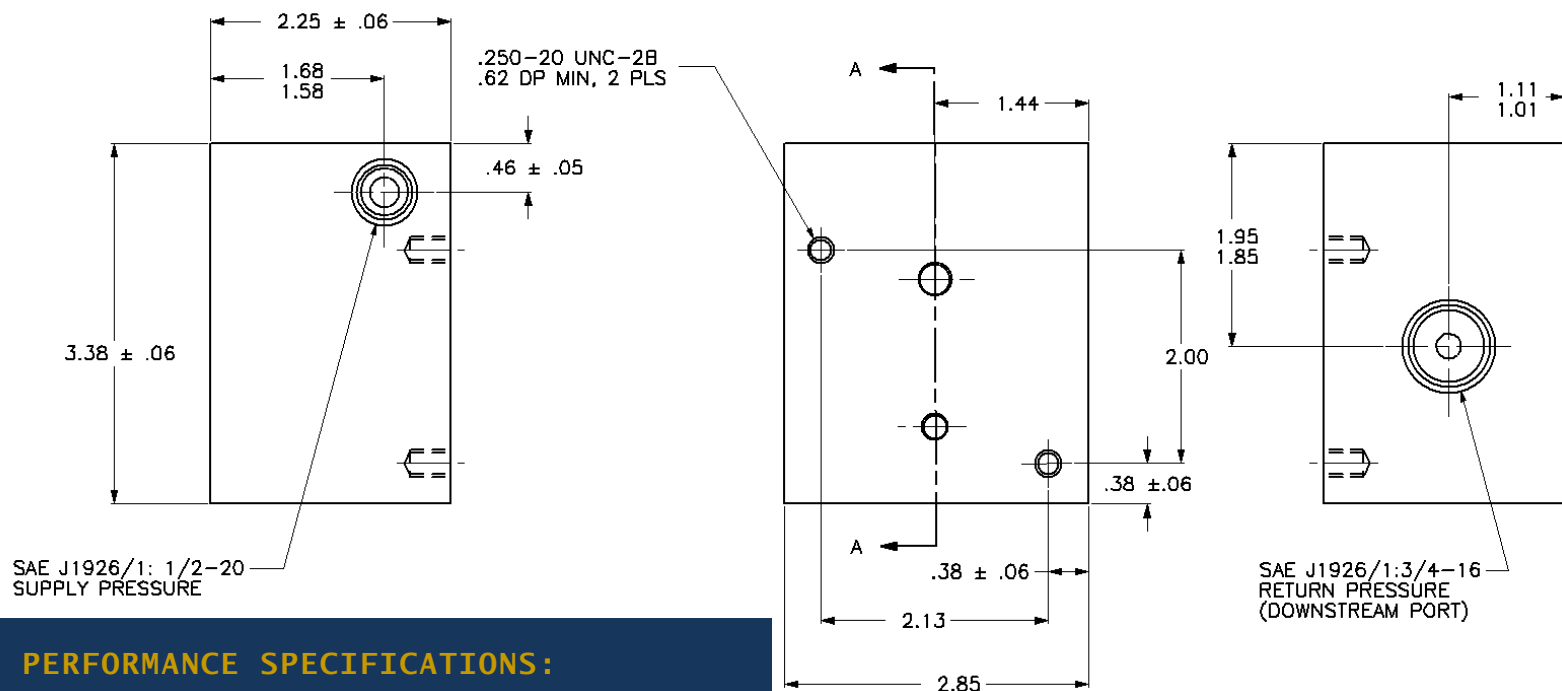 2.25 ± .06
1.68
1.58
.250-20 UNC-2B
.62 DP MIN, 2 PLS
.46 ± .05
3.38 ± .06
SAE J1926/1: 1/2-20
SUPPLY PRESSURE
A
1.44
2.00
.38 ±.06
A
.38 ± .06
2.13
2.85
1.11
1.01
1.95
1.85
SAE J1926/1:3/4-16
RETURN PRESSURE
(DOWNSTREAM PORT)
PERFORMANCE SPECIFICATIONS: